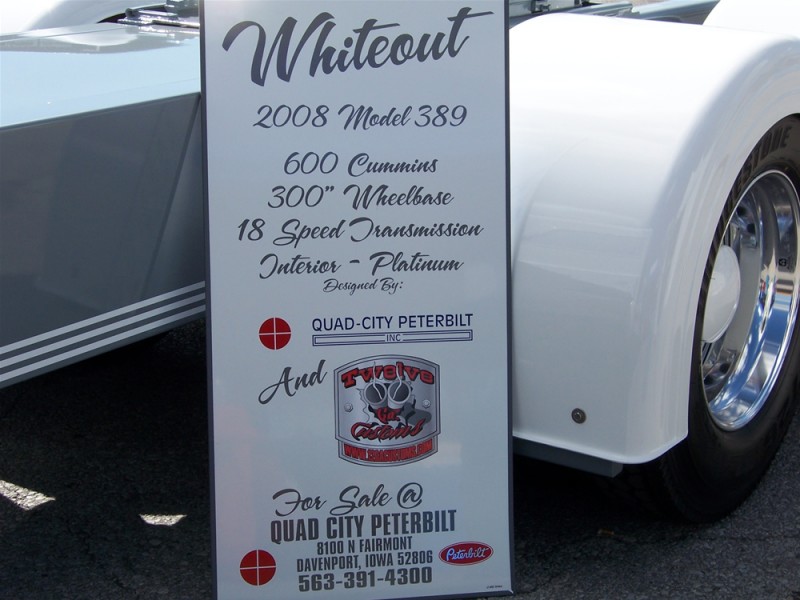 Whiteout
2008 Model 389
600 Cummins
300" Wheelbase
18 Speed Transmission
Interior - Platinum
Designed By:
QUAD-CITY PETERBILT
INC
And
Twelve
Ga
Customs
For Sale @
QUAD CITY PETERBILT
8100 N FAIRMONT
DAVENPORT, IOWA 52806
Peterbilt
563-391-4300